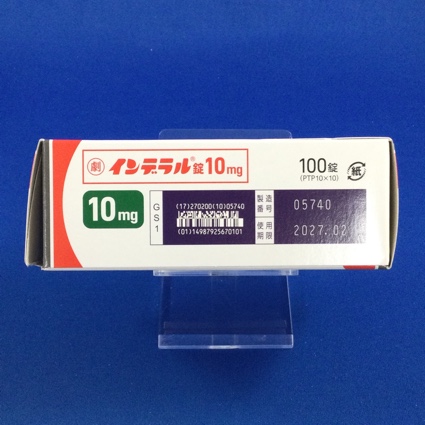 劇 インデラル®錠10mg
100錠
(PTP10×10)
紙
10mg
GS1
(17)270200(10)05740
(01)14987925670101
製造番号 05740
使用期限 2027.02